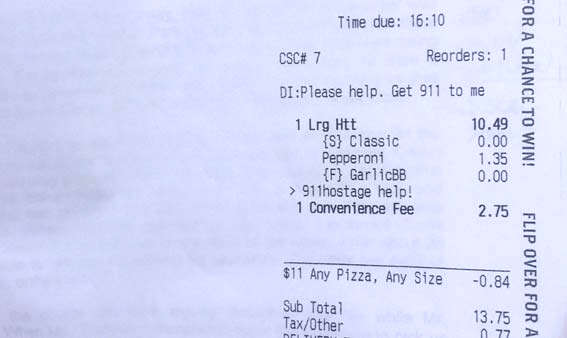 Time due: 16:10
CSC# 7 Reorders: 1
DI:Please help. Get 911 to me
1 Lrg Htt 10.49
{S} Classic 0.00
Pepperoni 1.35
{F} GarlicBB 0.00
> 911hostage help!
1 Convenience Fee 2.75
$11 Any Pizza, Any Size -0.84
Sub Total 13.75
Tax/Other 0.77
FOR A CHANCE TO WIN! FLIP OVER FOR A